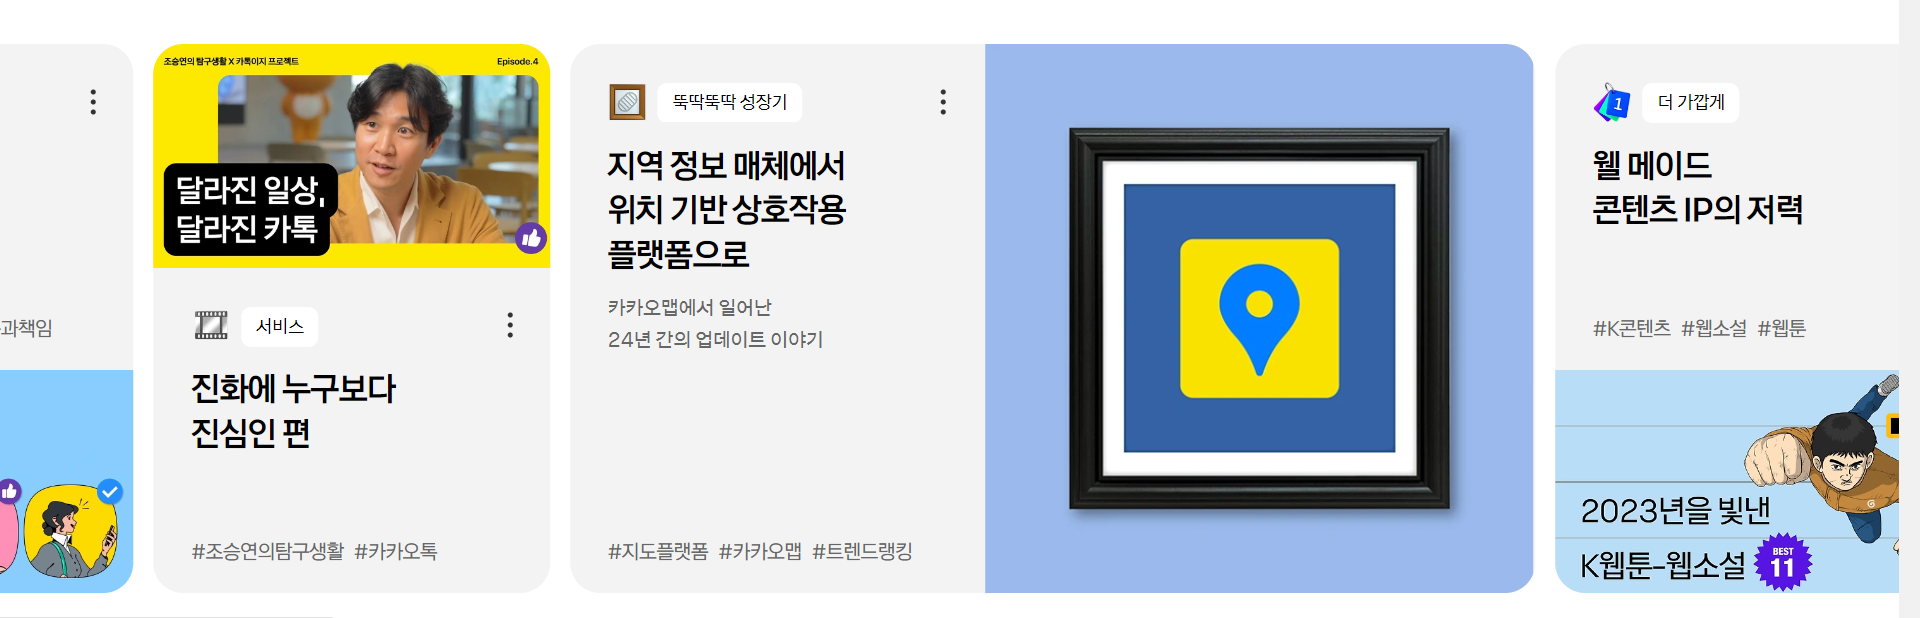 과책임
조승연의 탐구생활 X 카톡이지 프로젝트
Episode.4
달라진 일상,
달라진 카톡
서비스
진화에 누구보다
진심인 편
#조승연의탐구생활 #카카오톡
뚝딱뚝딱 성장기
지역 정보 매체에서
위치 기반 상호작용
플랫폼으로
카카오맵에서 일어난
24년 간의 업데이트 이야기
#지도플랫폼 #카카오맵 #트렌드랭킹
1
더 가깝게
웰 메이드
콘텐츠 IP의 저력
#K콘텐츠 #웹소설 #웹툰
2023년을 빛낸
K웹툰-웹소설
BEST
11